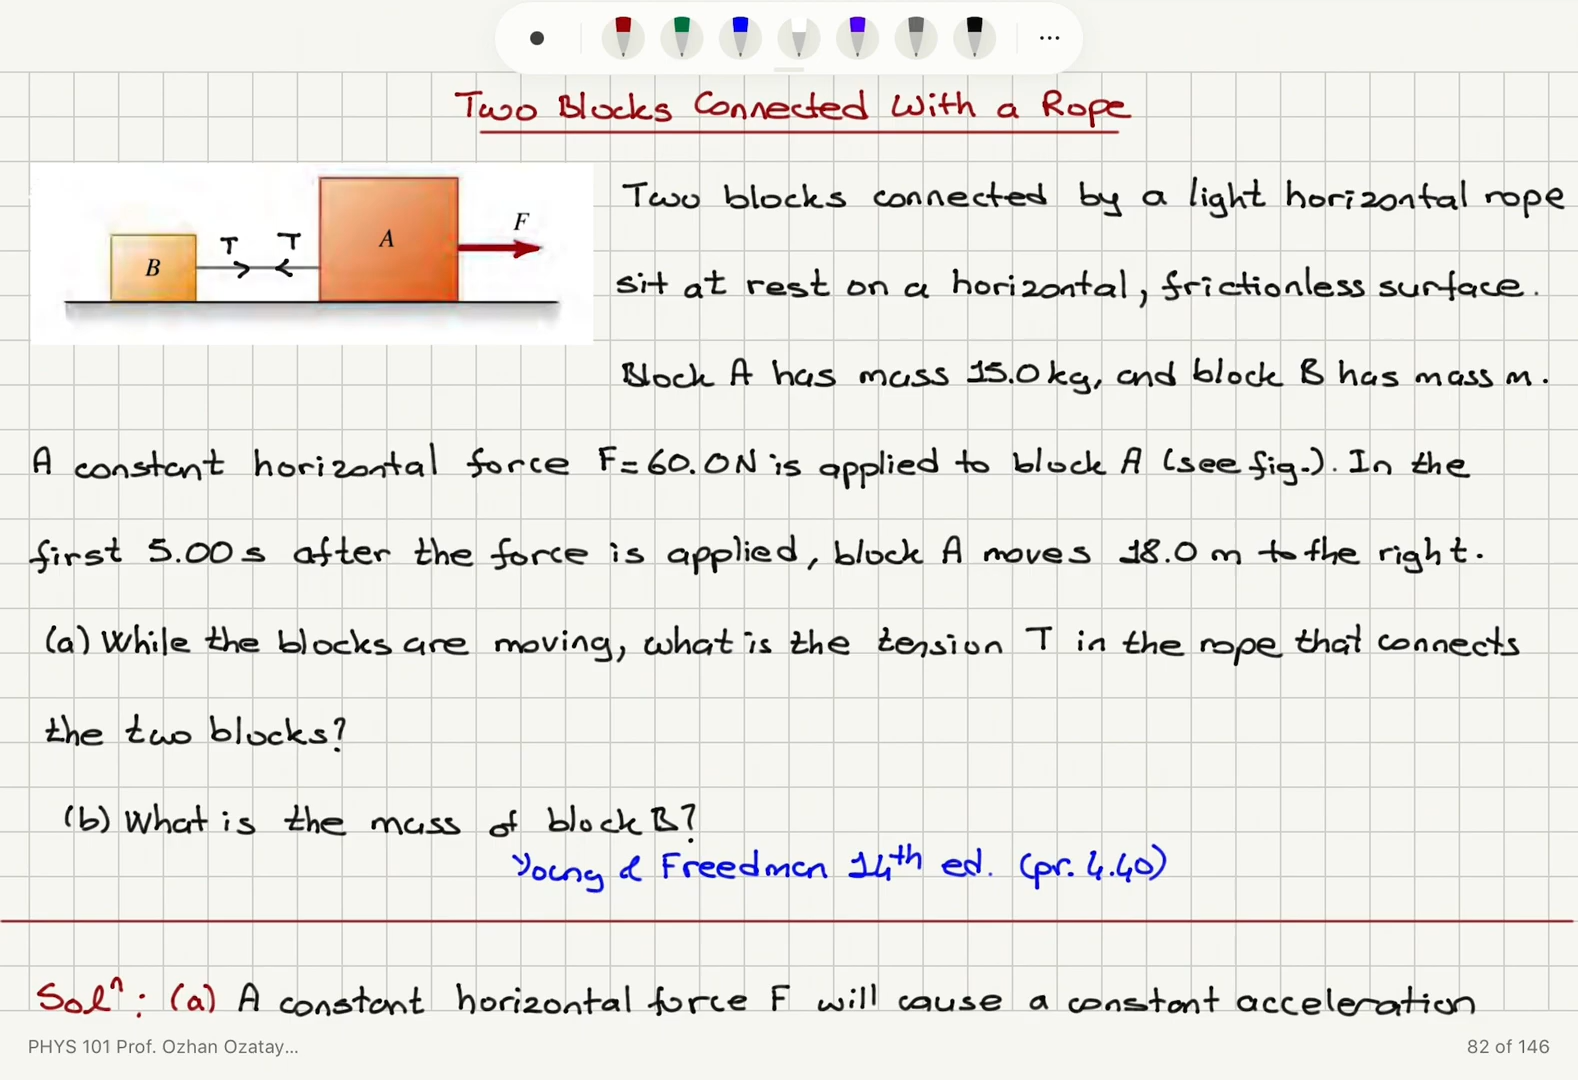 Two Blocks Connected With a Rope
T T
B A F
Two blocks connected by a light horizontal rope
sit at rest on a horizontal, frictionless surface.
Block A has mass 15.0 kg, and block B has mass m.
A constant horizontal force F = 60.0 N is applied to block A (see fig.). In the
first 5.00 s after the force is applied, block A moves 18.0 m to the right.
(a) While the blocks are moving, what is the tension T in the rope that connects
the two blocks?
(b) What is the mass of block B?
Young & Freedman 14th ed. (pr. 4.40)
Solⁿ: (a) A constant horizontal force F will cause a constant acceleration
PHYS 101 Prof. Ozhan Ozatay...
82 of 146